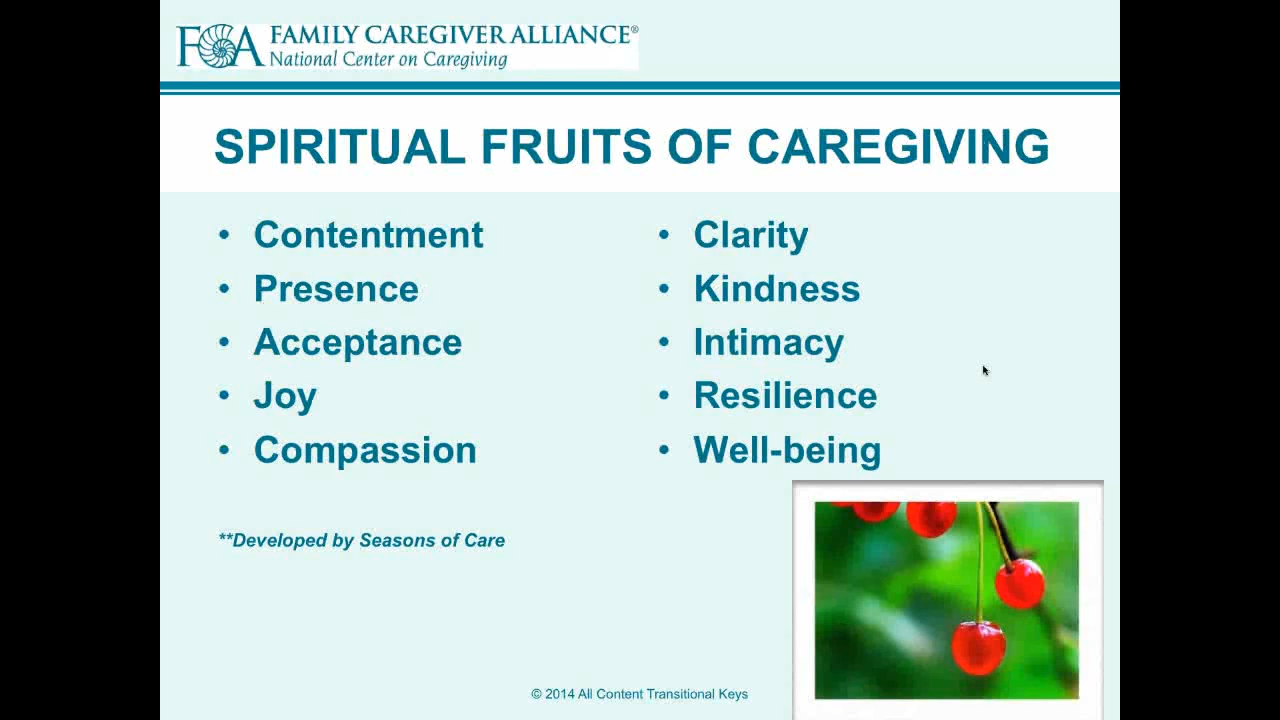 FCA FAMILY CAREGIVER ALLIANCE®
National Center on Caregiving
SPIRITUAL FRUITS OF CAREGIVING
• Contentment
• Presence
• Acceptance
• Joy
• Compassion
• Clarity
• Kindness
• Intimacy
• Resilience
• Well-being
**Developed by Seasons of Care
© 2014 All Content Transitional Keys